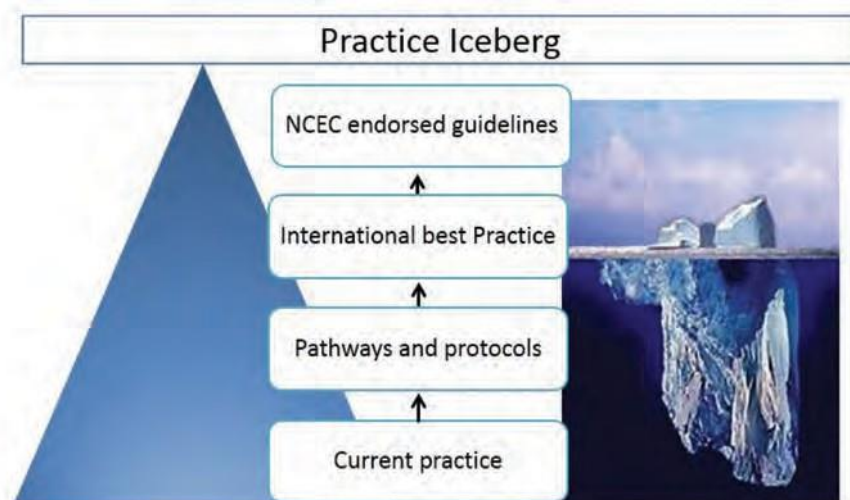 Practice Iceberg
NCEC endorsed guidelines
International best Practice
Pathways and protocols
Current practice